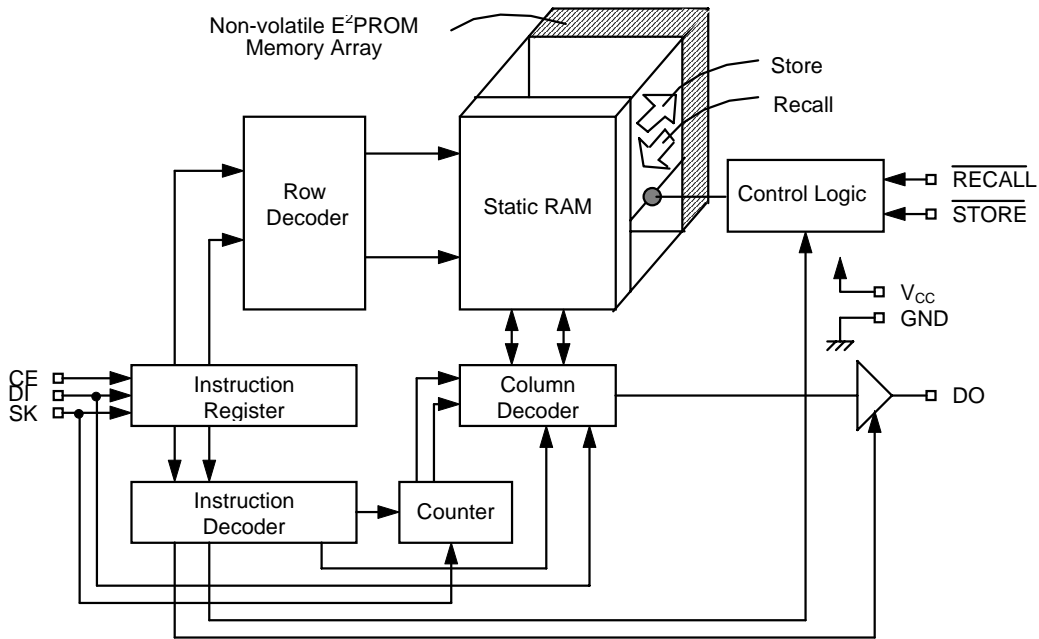 Non-volatile E²PROM
Memory Array
Store
Recall
Row
Decoder
Static RAM
Control Logic
RECALL
STORE
V_CC
GND
CE
DI
SK
Instruction
Register
Column
Decoder
DO
Instruction
Decoder
Counter